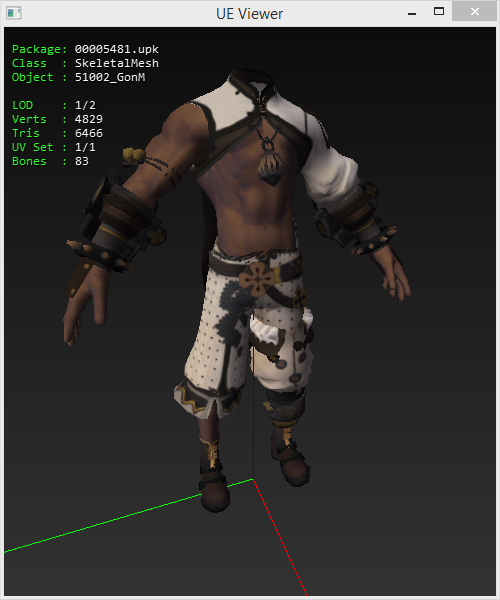 UE Viewer
Package: 00005481.upk
Class : SkeletalMesh
Object : 51002_GonM
LOD : 1/2
Verts : 4829
Tris : 6466
UV Set : 1/1
Bones : 83